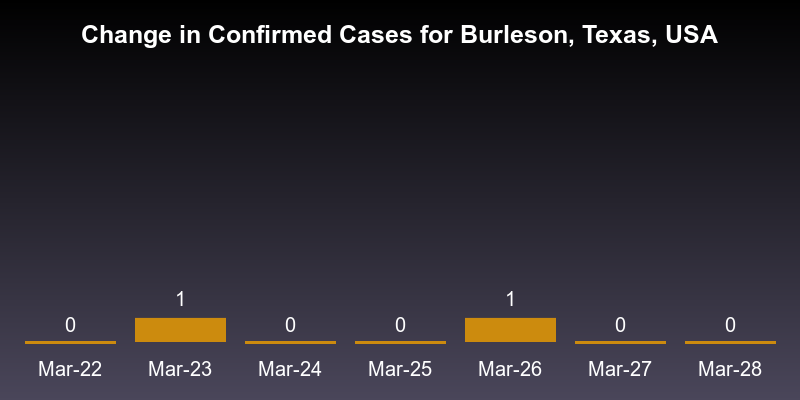 Change in Confirmed Cases for Burleson, Texas, USA
0 1 0 0 1 0 0
Mar-22 Mar-23 Mar-24 Mar-25 Mar-26 Mar-27 Mar-28